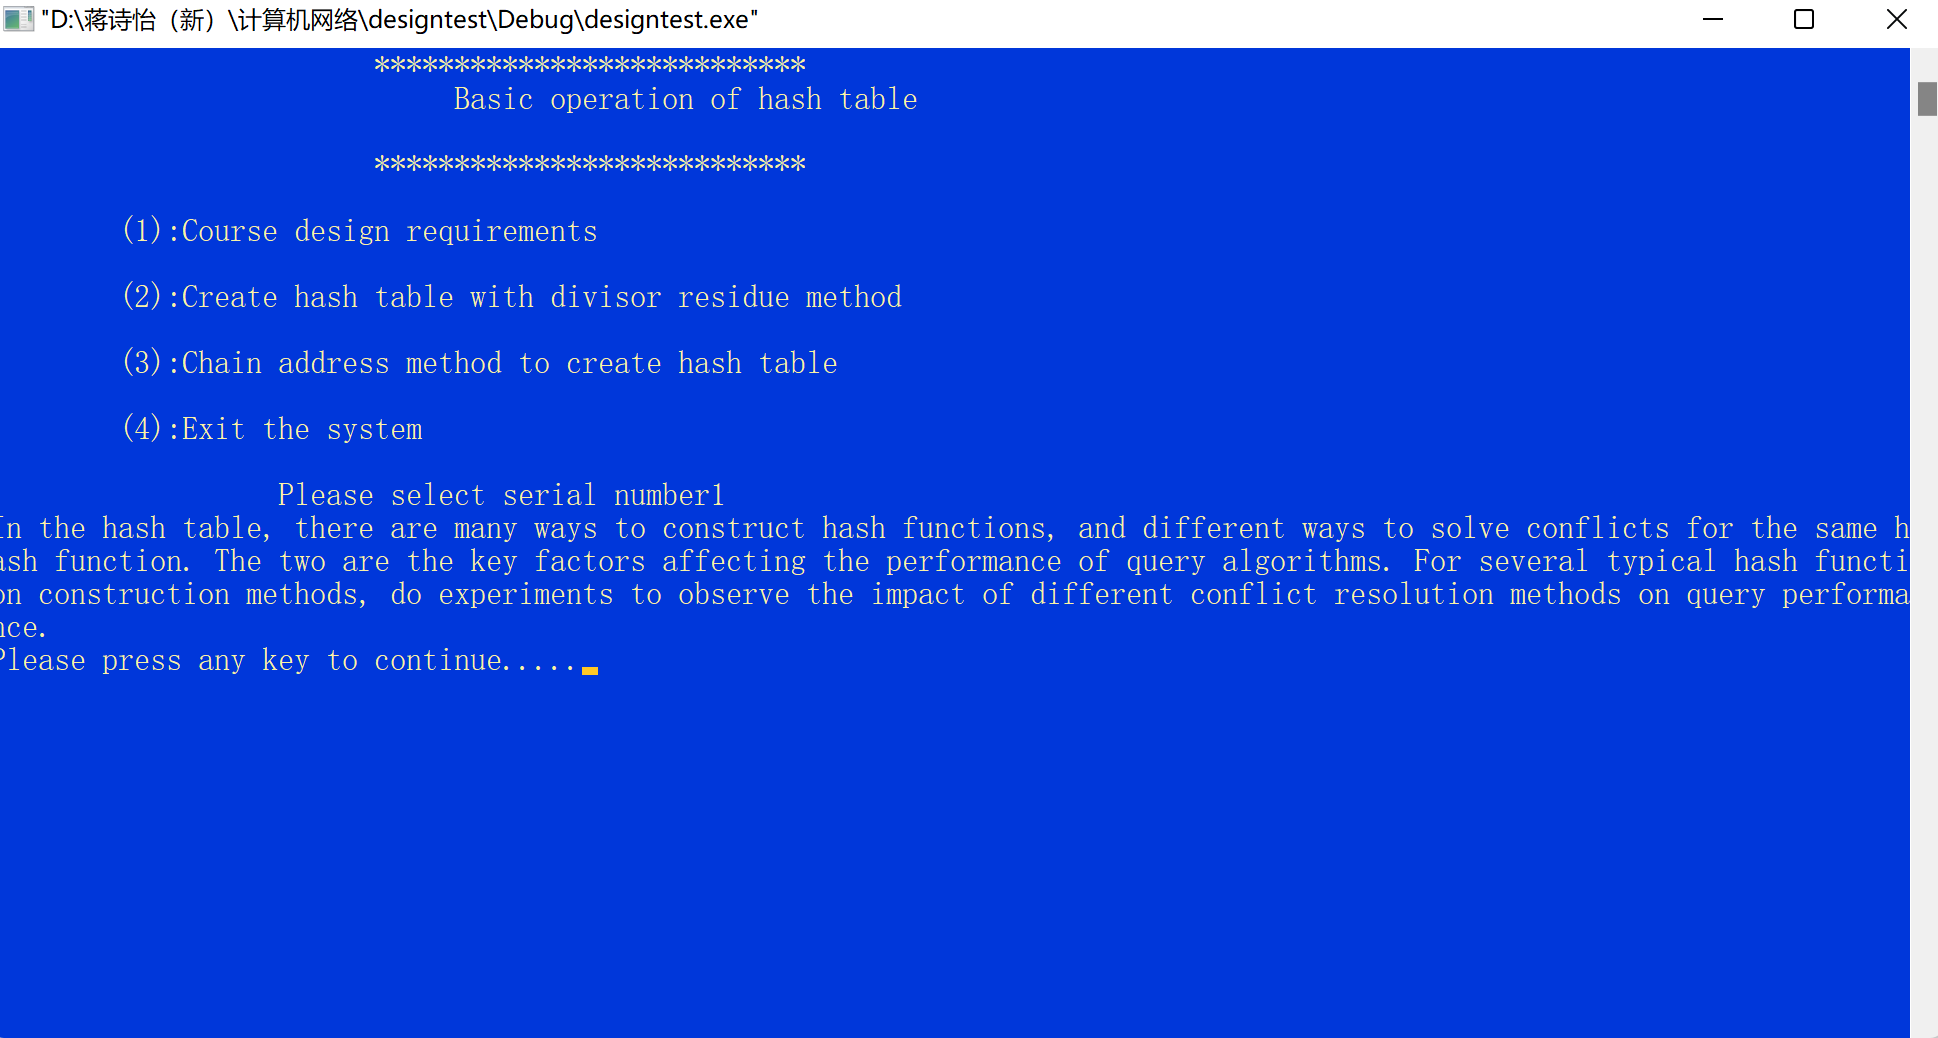 "D:\蒋诗怡（新）\计算机网络\designtest\Debug\designtest.exe"
***************************
Basic operation of hash table
***************************
(1):Course design requirements
(2):Create hash table with divisor residue method
(3):Chain address method to create hash table
(4):Exit the system
Please select serial number1
In the hash table, there are many ways to construct hash functions, and different ways to solve conflicts for the same h
ash function. The two are the key factors affecting the performance of query algorithms. For several typical hash functi
on construction methods, do experiments to observe the impact of different conflict resolution methods on query performa
nce.
Please press any key to continue.....